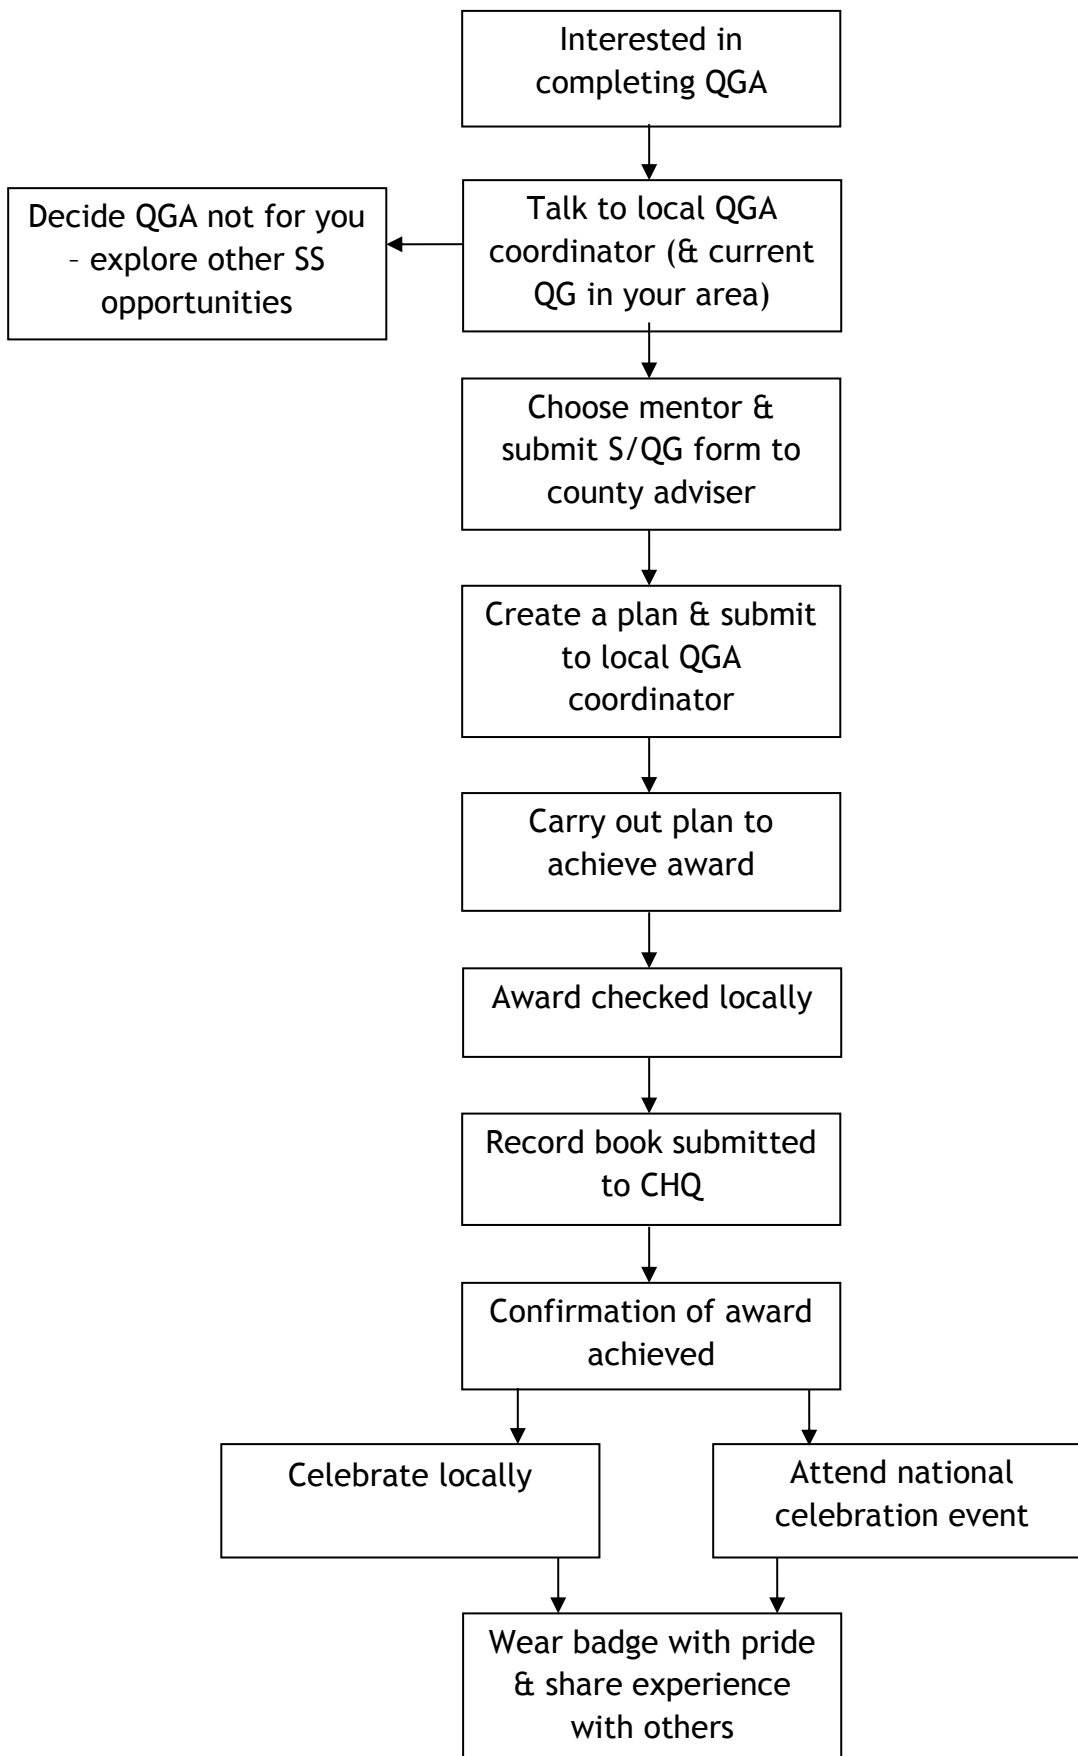 Interested in
completing QGA
Decide QGA not for you
– explore other SS
opportunities
Talk to local QGA
coordinator (& current
QG in your area)
Choose mentor &
submit S/QG form to
county adviser
Create a plan & submit
to local QGA
coordinator
Carry out plan to
achieve award
Award checked locally
Record book submitted
to CHQ
Confirmation of award
achieved
Celebrate locally
Attend national
celebration event
Wear badge with pride
& share experience
with others